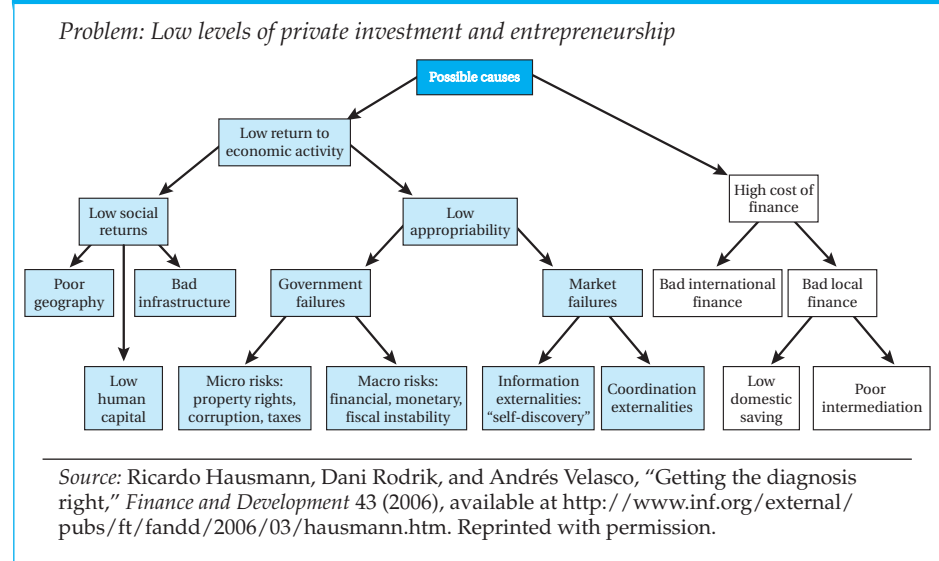 Problem: Low levels of private investment and entrepreneurship
Possible causes
Low return to
economic activity
High cost of
finance
Low social
returns
Low
appropriability
Poor
geography
Bad
infrastructure
Government
failures
Market
failures
Bad international
finance
Bad local
finance
Low
human
capital
Micro risks:
property rights,
corruption, taxes
Macro risks:
financial, monetary,
fiscal instability
Information
externalities:
“self-discovery”
Coordination
externalities
Low
domestic
saving
Poor
intermediation
Source: Ricardo Hausmann, Dani Rodrik, and Andrés Velasco, “Getting the diagnosis
right,” Finance and Development 43 (2006), available at http://www.inf.org/external/
pubs/ft/fandd/2006/03/hausmann.htm. Reprinted with permission.